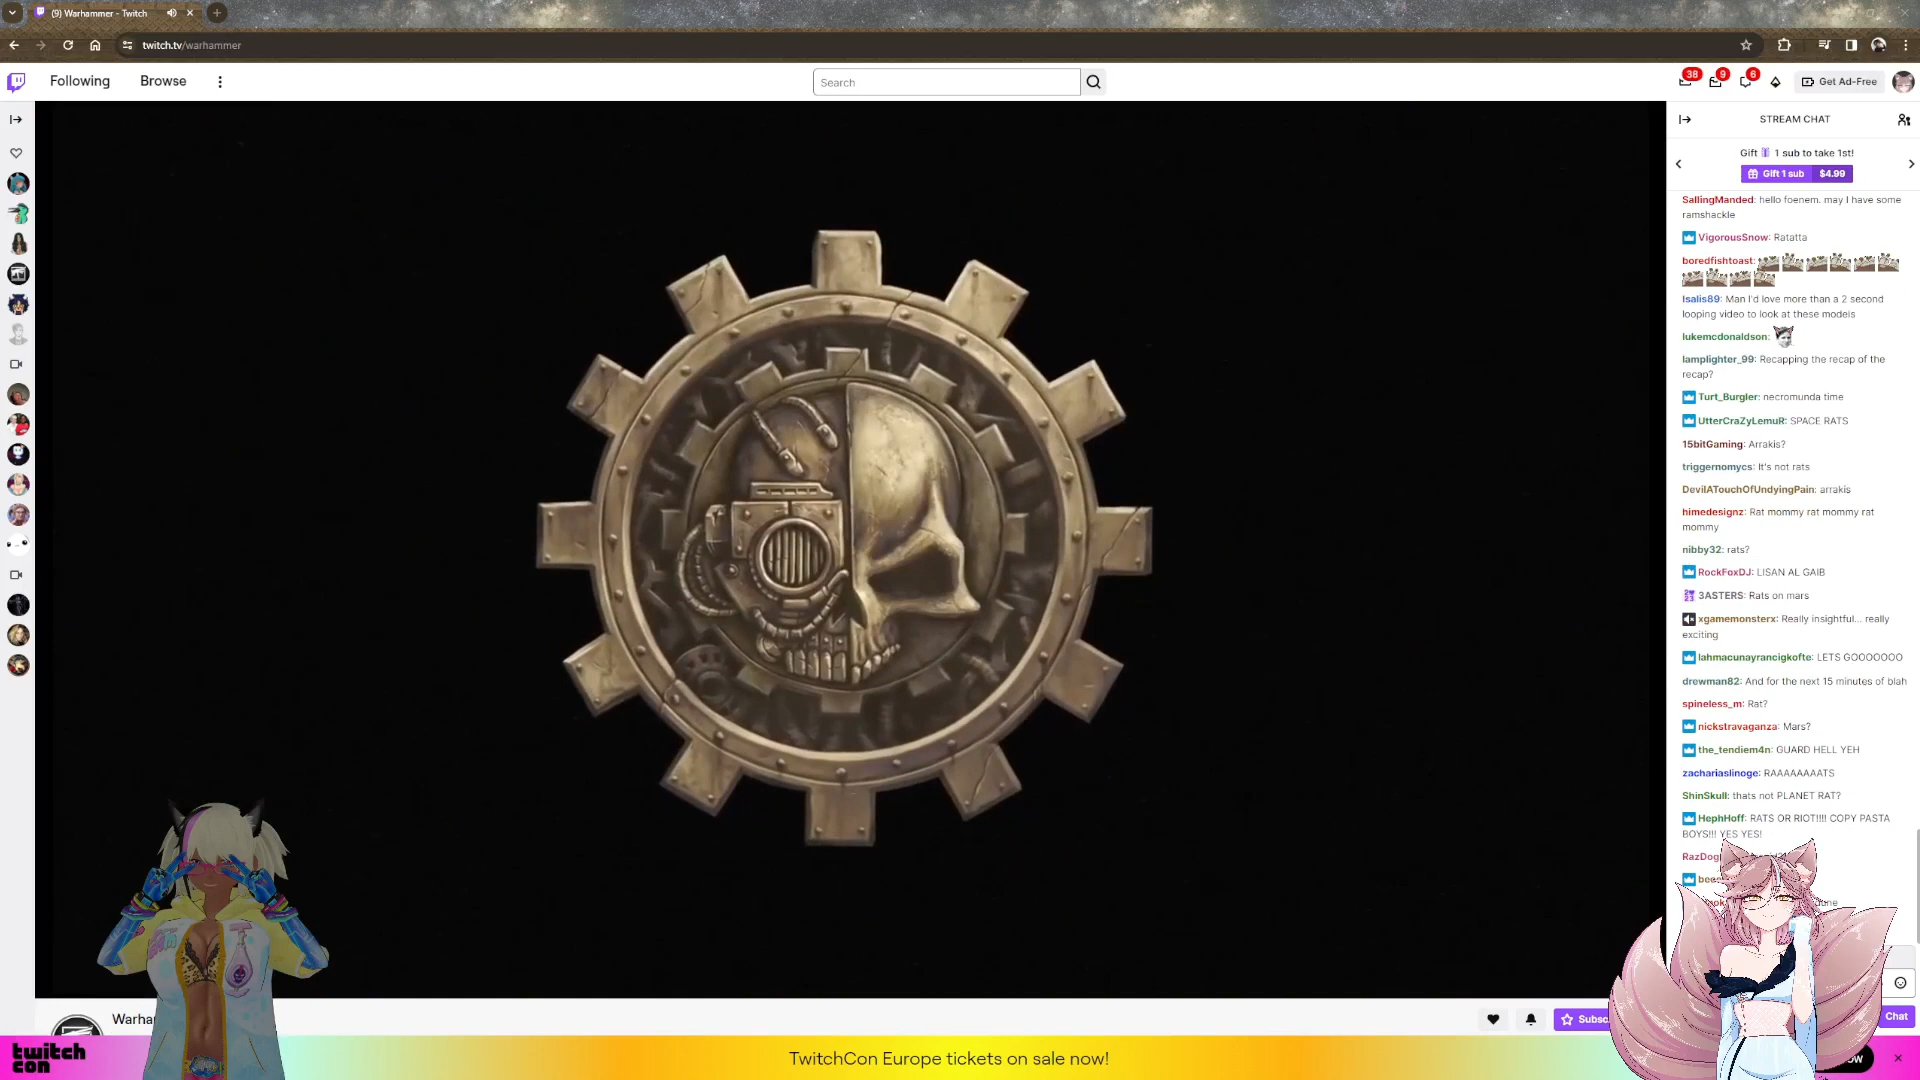 (9) Warhammer - Twitch
twitch.tv/warhammer
Following
Browse
Search
38
9
6
Get Ad-Free
STREAM CHAT
Gift 1 sub to take 1st!
Gift 1 sub $4.99
SallingManded: hello foenem. may I have some
ramshackle
VigorousSnow: Ratatta
boredfishtoast:
Isalis89: Man I'd love more than a 2 second
looping video to look at these models
lukemcdonaldson:
lamplighter_99: Recapping the recap of the
recap?
Turt_Burgler: necromunda time
UtterCraZyLemuR: SPACE RATS
15bitGaming: Arrakis?
triggernomycs: It's not rats
DevilATouchOfUndyingPain: arrakis
himedesignz: Rat mommy rat mommy rat
mommy
nibby32: rats?
RockFoxDJ: LISAN AL GAIB
3ASTERS: Rats on mars
xgamemonsterx: Really insightful... really
exciting
lahmacunayrancigkofte: LETS GOOOOOOO
drewman82: And for the next 15 minutes of blah
spineless_m: Rat?
nickstravaganza: Mars?
the_tendiem4n: GUARD HELL YEH
zachariaslinoge: RAAAAAAAATS
ShinSkull: thats not PLANET RAT?
HephHoff: RATS OR RIOT!!!! COPY PASTA
BOYS!!! YES YES!
RazDog
Chat
Warha
Subsc
twitch
con
TwitchCon Europe tickets on sale now!